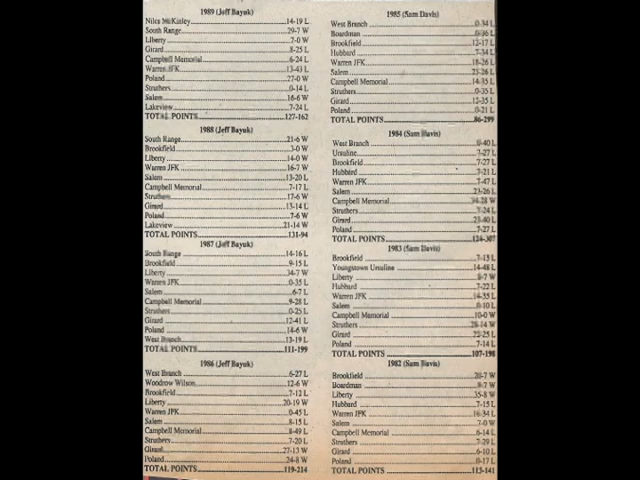 1989 (Jeff Bayuk)
Niles McKinley 14-19 L
South Range 29-7 W
Liberty 7-0 W
Girard 8-25 L
Campbell Memorial 6-24 L
Warren JFK 13-43 L
Poland 27-0 W
Struthers 0-14 L
Salem 16-6 W
Lakeview 7-24 L
TOTAL POINTS 127-162
1988 (Jeff Bayuk)
South Range 21-6 W
Brookfield 3-0 W
Liberty 14-0 W
Warren JFK 16-7 W
Salem 13-20 L
Campbell Memorial 7-17 L
Struthers 17-6 W
Girard 13-14 L
Poland 7-6 W
Lakeview 21-14 W
TOTAL POINTS 131-94
1987 (Jeff Bayuk)
South Range 14-16 L
Brookfield 9-15 L
Liberty 34-7 W
Warren JFK 0-35 L
Salem 6-7 L
Campbell Memorial 9-28 L
Struthers 0-25 L
Girard 12-41 L
Poland 14-6 W
West Branch 13-19 L
TOTAL POINTS 111-199
1986 (Jeff Bayuk)
West Branch 6-27 L
Woodrow Wilson 12-6 W
Brookfield 7-12 L
Liberty 20-19 W
Warren JFK 0-45 L
Salem 8-15 L
Campbell Memorial 8-49 L
Struthers 7-20 L
Girard 27-13 W
Poland 24-8 W
TOTAL POINTS 119-214
1985 (Sam Davis)
West Branch 0-34 L
Boardman 0-36 L
Brookfield 12-17 L
Hubbard 7-34 L
Warren JFK 18-26 L
Salem 23-26 L
Campbell Memorial 14-35 L
Struthers 0-35 L
Girard 12-35 L
Poland 0-21 L
TOTAL POINTS 86-299
1984 (Sam Davis)
West Branch 0-40 L
Ursuline 7-27 L
Brookfield 7-27 L
Hubbird 7-21 L
Warren JFK 7-47 L
Salem 23-26 L
Campbell Memorial 34-28 W
Struthers 7-24 L
Girard 25-40 L
Poland 7-27 L
TOTAL POINTS 124-307
1983 (Sam Davis)
Brookfield 7-13 L
Youngstown Ursuline 14-48 L
Liberty 8-7 W
Hubbard 7-22 L
Warren JFK 14-35 L
Salem 0-10 L
Campbell Memorial 10-0 W
Struthers 28-14 W
Girard 22-25 L
Poland 7-14 L
TOTAL POINTS 107-198
1982 (Sam Davis)
Brookfield 20-7 W
Boardman 9-7 W
Liberty 35-8 W
Hubbard 7-15 L
Warren JFK 16-34 L
Salem 7-0 W
Campbell Memorial 6-14 L
Struthers 7-29 L
Girard 6-10 L
Poland 0-17 L
TOTAL POINTS 113-141